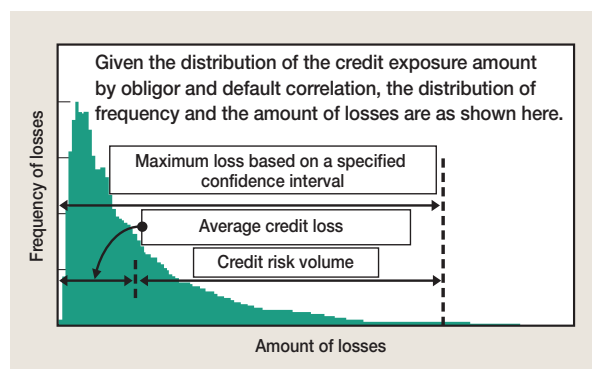 Given the distribution of the credit exposure amount
by obligor and default correlation, the distribution of
frequency and the amount of losses are as shown here.
Maximum loss based on a specified
confidence interval
Average credit loss
Credit risk volume
Frequency of losses
Amount of losses